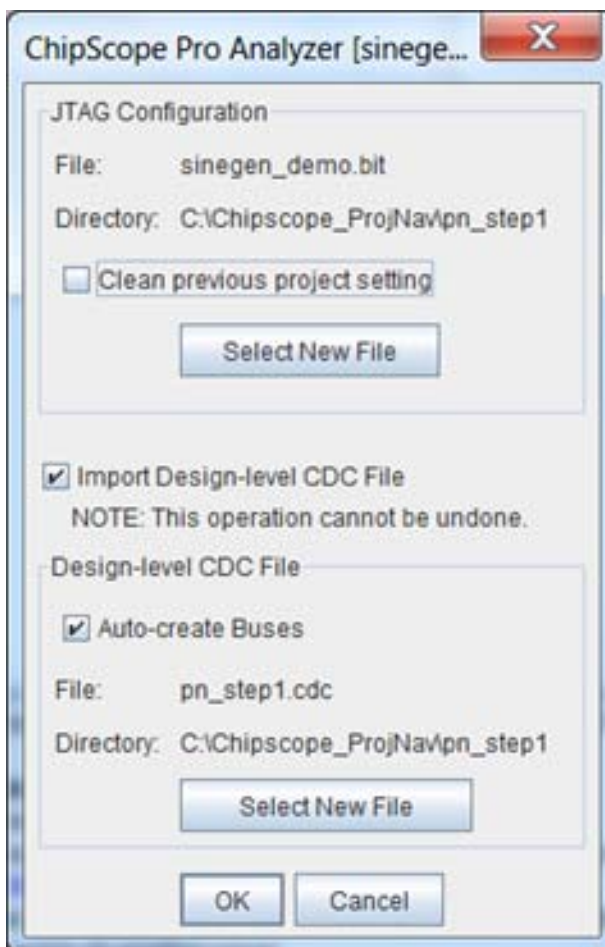 ChipScope Pro Analyzer [sinege...
JTAG Configuration
File: sinegen_demo.bit
Directory: C:\Chipscope_ProjNav\pn_step1
Clean previous project setting
Select New File
Import Design-level CDC File
NOTE: This operation cannot be undone.
Design-level CDC File
Auto-create Buses
File: pn_step1.cdc
Directory: C:\Chipscope_ProjNav\pn_step1
Select New File
OK Cancel